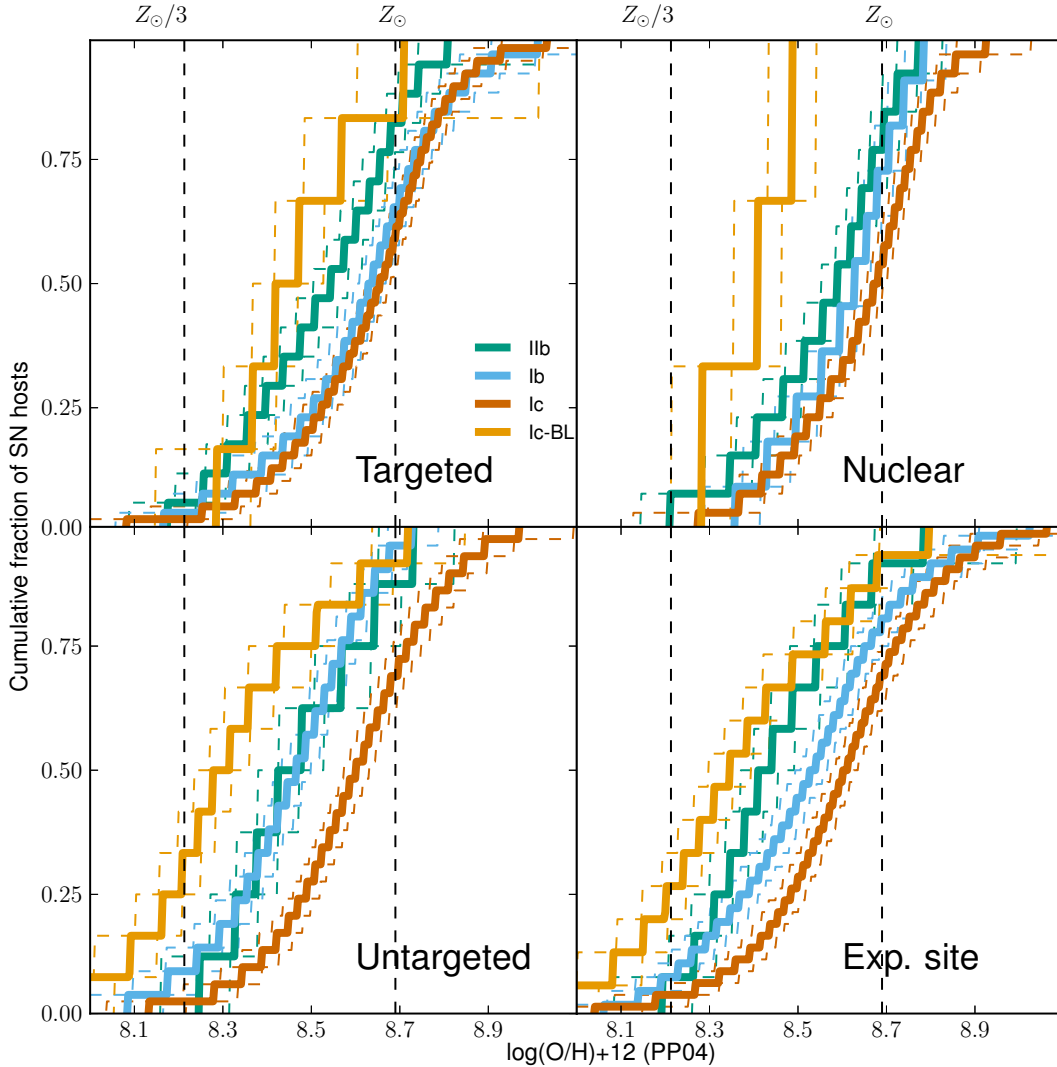 Z⊙/3 Z⊙ Z⊙/3 Z⊙
Cumulative fraction of SN hosts
0.75
0.50
0.25
0.00
IIb
Ib
Ic
Ic-BL
Targeted
Nuclear
0.75
0.50
0.25
0.00
Untargeted
Exp. site
8.1 8.3 8.5 8.7 8.9 8.1 8.3 8.5 8.7 8.9
log(O/H)+12 (PP04)